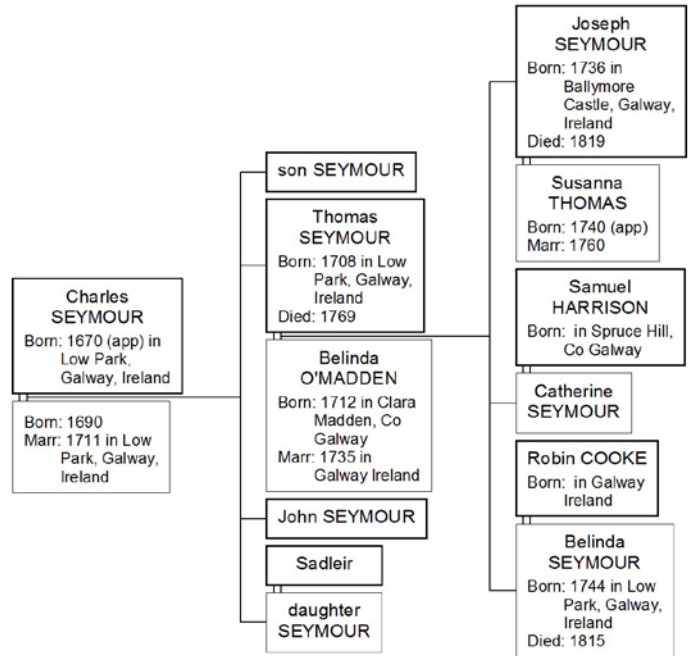 Charles
SEYMOUR
Born: 1670 (app) in
Low Park,
Galway, Ireland
Born: 1690
Marr: 1711 in Low
Park, Galway,
Ireland
son SEYMOUR
Thomas
SEYMOUR
Born: 1708 in Low
Park, Galway,
Ireland
Died: 1769
Belinda
O'MADDEN
Born: 1712 in Clara
Madden, Co
Galway
Marr: 1735 in
Galway Ireland
John SEYMOUR
Sadleir
daughter
SEYMOUR
Joseph
SEYMOUR
Born: 1736 in
Ballymore
Castle, Galway,
Ireland
Died: 1819
Susanna
THOMAS
Born: 1740 (app)
Marr: 1760
Samuel
HARRISON
Born: in Spruce Hill,
Co Galway
Catherine
SEYMOUR
Robin COOKE
Born: in Galway
Ireland
Belinda
SEYMOUR
Born: 1744 in Low
Park, Galway,
Ireland
Died: 1815